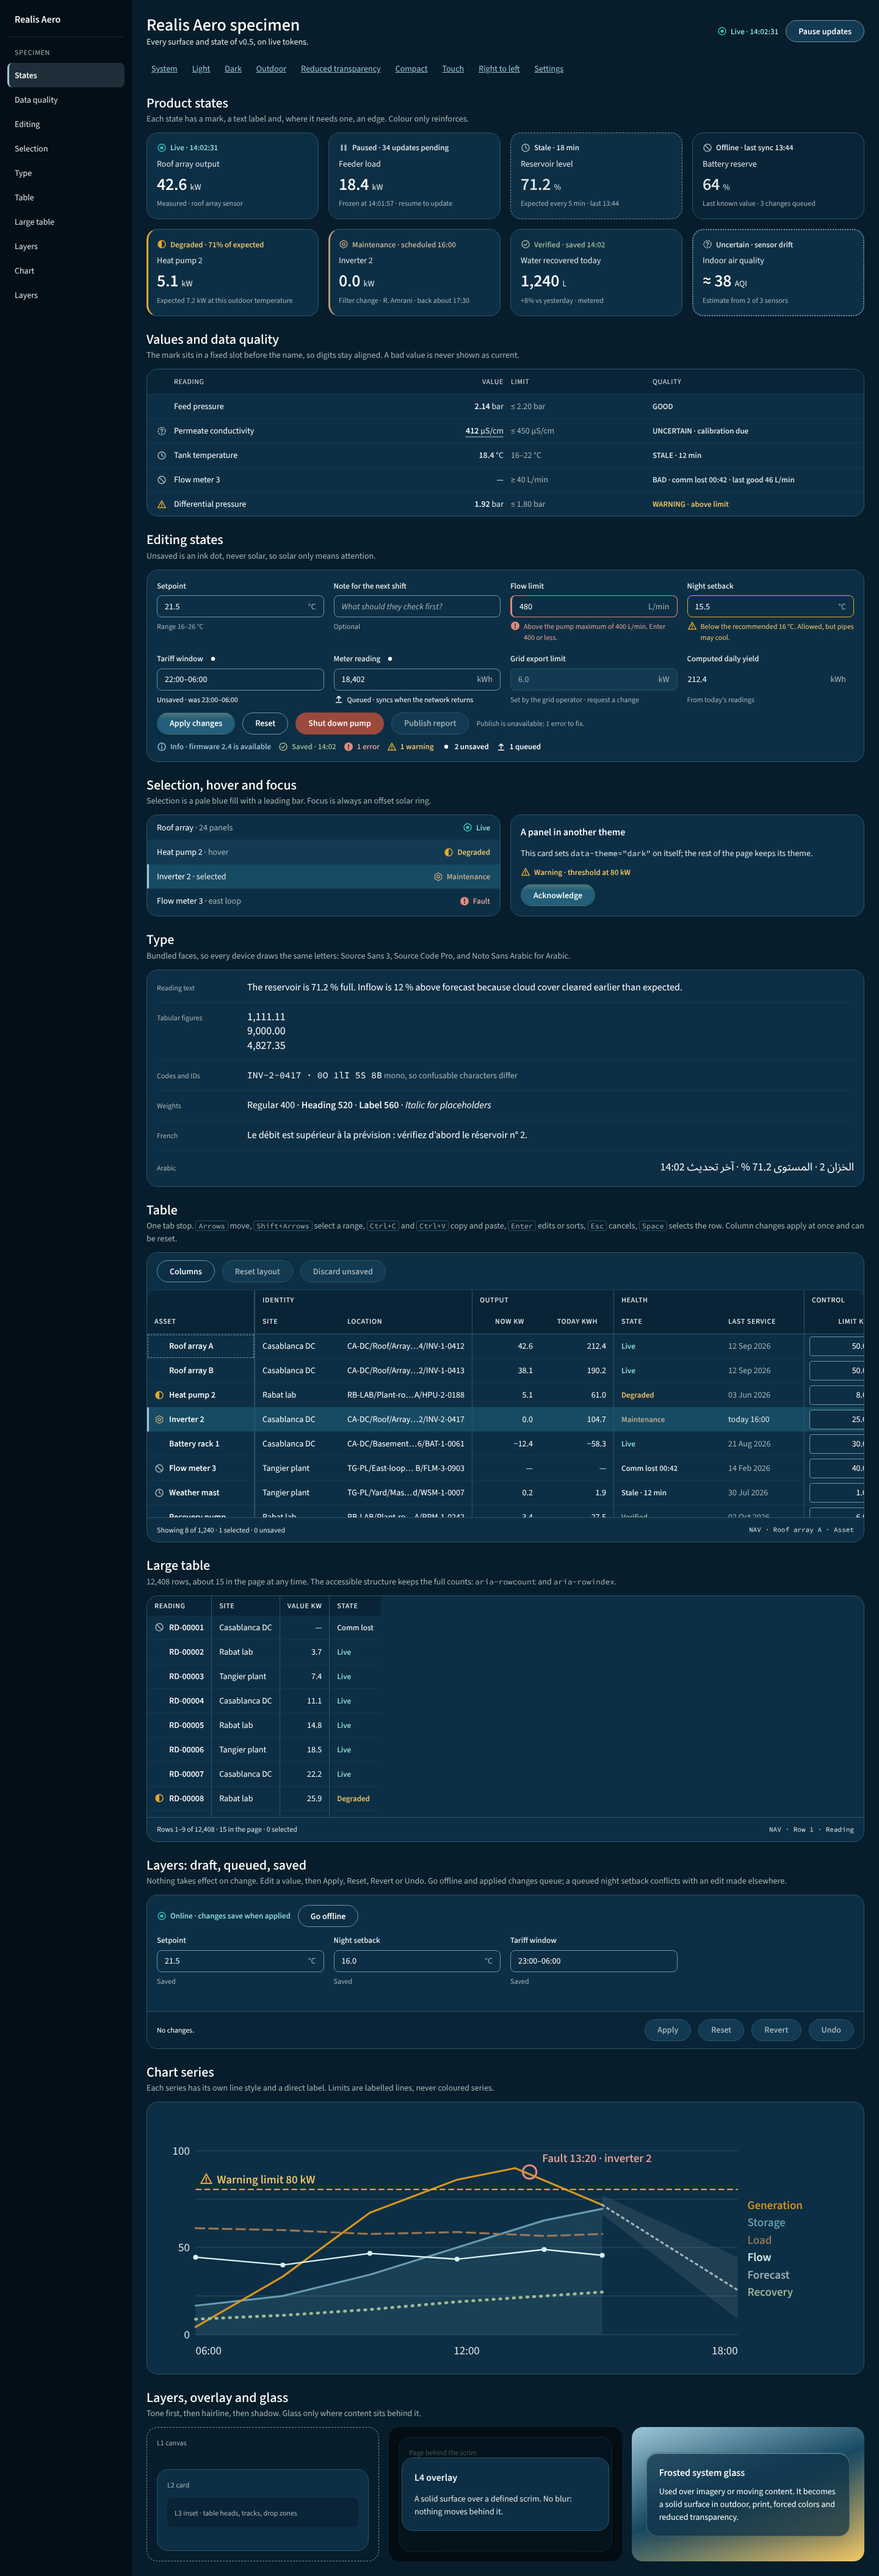 Realis Aero
SPECIMEN
States
Data quality
Editing
Selection
Type
Table
Large table
Layers
Chart
Layers
Realis Aero specimen
Every surface and state of v0.5, on live tokens.
Live · 14:02:31
Pause updates
System Light Dark Outdoor Reduced transparency Compact Touch Right to left Settings
Product states
Each state has a mark, a text label and, where it needs one, an edge. Colour only reinforces.
Live · 14:02:31
Roof array output
42.6 kW
Measured · roof array sensor
Paused · 34 updates pending
Feeder load
18.4 kW
Frozen at 14:01:57 · resume to update
Stale · 18 min
Reservoir level
71.2 %
Expected every 5 min · last 13:44
Offline · last sync 13:44
Battery reserve
64 %
Last known value · 3 changes queued
Degraded · 71% of expected
Heat pump 2
5.1 kW
Expected 7.2 kW at this outdoor temperature
Maintenance · scheduled 16:00
Inverter 2
0.0 kW
Filter change · R. Amrani · back about 17:30
Verified · saved 14:02
Water recovered today
1,240 L
+8% vs yesterday · metered
Uncertain · sensor drift
Indoor air quality
≈ 38 AQI
Estimate from 2 of 3 sensors
Values and data quality
The mark sits in a fixed slot before the name, so digits stay aligned. A bad value is never shown as current.
READING VALUE LIMIT QUALITY
Feed pressure 2.14 bar ≤ 2.20 bar GOOD
Permeate conductivity 412 µS/cm ≤ 450 µS/cm UNCERTAIN · calibration due
Tank temperature 18.4 °C 16–22 °C STALE · 12 min
Flow meter 3 — ≥ 40 L/min BAD · comm lost 00:42 · last good 46 L/min
Differential pressure 1.92 bar ≤ 1.80 bar WARNING · above limit
Editing states
Unsaved is an ink dot, never solar, so solar only means attention.
Setpoint
21.5 °C
Range 16–26 °C
Note for the next shift
What should they check first?
Optional
Flow limit
480 L/min
Above the pump maximum of 400 L/min. Enter
400 or less.
Night setback
15.5 °C
Below the recommended 16 °C. Allowed, but pipes
may cool.
Tariff window
22:00–06:00
Unsaved · was 23:00–06:00
Meter reading
18,402 kWh
Queued · syncs when the network returns
Grid export limit
6.0 kW
Set by the grid operator · request a change
Computed daily yield
212.4 kWh
From today's readings
Apply changes Reset Shut down pump Publish report Publish is unavailable: 1 error to fix.
Info · firmware 2.4 is available Saved · 14:02 1 error 1 warning 2 unsaved 1 queued
Selection, hover and focus
Selection is a pale blue fill with a leading bar. Focus is always an offset solar ring.
Roof array · 24 panels Live
Heat pump 2 · hover Degraded
Inverter 2 · selected Maintenance
Flow meter 3 · east loop Fault
A panel in another theme
This card sets data-theme="dark" on itself; the rest of the page keeps its theme.
Warning · threshold at 80 kW
Acknowledge
Type
Bundled faces, so every device draws the same letters: Source Sans 3, Source Code Pro, and Noto Sans Arabic for Arabic.
Reading text The reservoir is 71.2 % full. Inflow is 12 % above forecast because cloud cover cleared earlier than expected.
Tabular figures 1,111.11
9,000.00
4,827.35
Codes and IDs INV-2-0417 · 0O 1lI 5S 8B mono, so confusable characters differ
Weights Regular 400 · Heading 520 · Label 560 · Italic for placeholders
French Le débit est supérieur à la prévision : vérifiez d’abord le réservoir n° 2.
Arabic الخزان 2 · المستوى 71.2 % · آخر تحديث 14:02
Table
One tab stop. Arrows move, Shift+Arrows select a range, Ctrl+C and Ctrl+V copy and paste, Enter edits or sorts, Esc cancels, Space selects the row. Column changes apply at once and can
be reset.
Columns Reset layout Discard unsaved
IDENTITY OUTPUT HEALTH CONTROL
ASSET SITE LOCATION NOW KW TODAY KWH STATE LAST SERVICE LIMIT K
Roof array A Casablanca DC CA-DC/Roof/Array…4/INV-1-0412 42.6 212.4 Live 12 Sep 2026 50.0
Roof array B Casablanca DC CA-DC/Roof/Array…2/INV-1-0413 38.1 190.2 Live 12 Sep 2026 50.0
Heat pump 2 Rabat lab RB-LAB/Plant-ro…A/HPU-2-0188 5.1 61.0 Degraded 03 Jun 2026 8.0
Inverter 2 Casablanca DC CA-DC/Roof/Array…2/INV-2-0417 0.0 104.7 Maintenance today 16:00 25.0
Battery rack 1 Casablanca DC CA-DC/Basement…6/BAT-1-0061 −12.4 −58.3 Live 21 Aug 2026 30.0
Flow meter 3 Tangier plant TG-PL/East-loop… B/FLM-3-0903 — — Comm lost 00:42 14 Feb 2026 40.0
Weather mast Tangier plant TG-PL/Yard/Mas…d/WSM-1-0007 0.2 1.9 Stale · 12 min 30 Jul 2026 1.0
Showing 8 of 1,240 · 1 selected · 0 unsaved NAV · Roof array A · Asset
Large table
12,408 rows, about 15 in the page at any time. The accessible structure keeps the full counts: aria-rowcount and aria-rowindex.
READING SITE VALUE KW STATE
RD-00001 Casablanca DC — Comm lost
RD-00002 Rabat lab 3.7 Live
RD-00003 Tangier plant 7.4 Live
RD-00004 Casablanca DC 11.1 Live
RD-00005 Rabat lab 14.8 Live
RD-00006 Tangier plant 18.5 Live
RD-00007 Casablanca DC 22.2 Live
RD-00008 Rabat lab 25.9 Degraded
Rows 1–9 of 12,408 · 15 in the page · 0 selected NAV · Row 1 · Reading
Layers: draft, queued, saved
Nothing takes effect on change. Edit a value, then Apply, Reset, Revert or Undo. Go offline and applied changes queue; a queued night setback conflicts with an edit made elsewhere.
Online · changes save when applied Go offline
Setpoint Night setback Tariff window
21.5 °C 16.0 °C 23:00–06:00
Saved Saved Saved
No changes. Apply Reset Revert Undo
Chart series
Each series has its own line style and a direct label. Limits are labelled lines, never coloured series.
100
Fault 13:20 · inverter 2
Warning limit 80 kW
Generation
Storage
Load
50
Flow
Forecast
Recovery
0
06:00 12:00 18:00
Layers, overlay and glass
Tone first, then hairline, then shadow. Glass only where content sits behind it.
L1 canvas
L2 card
L3 inset · table heads, tracks, drop zones
Page behind the scrim
L4 overlay
A solid surface over a defined scrim. No blur:
nothing moves behind it.
Frosted system glass
Used over imagery or moving content. It becomes
a solid surface in outdoor, print, forced colors and
reduced transparency.